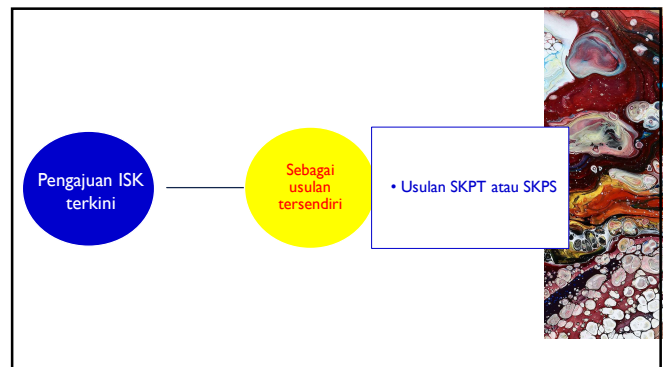 Pengajuan ISK
terkini
Sebagai
usulan
tersendiri
• Usulan SKPT atau SKPS